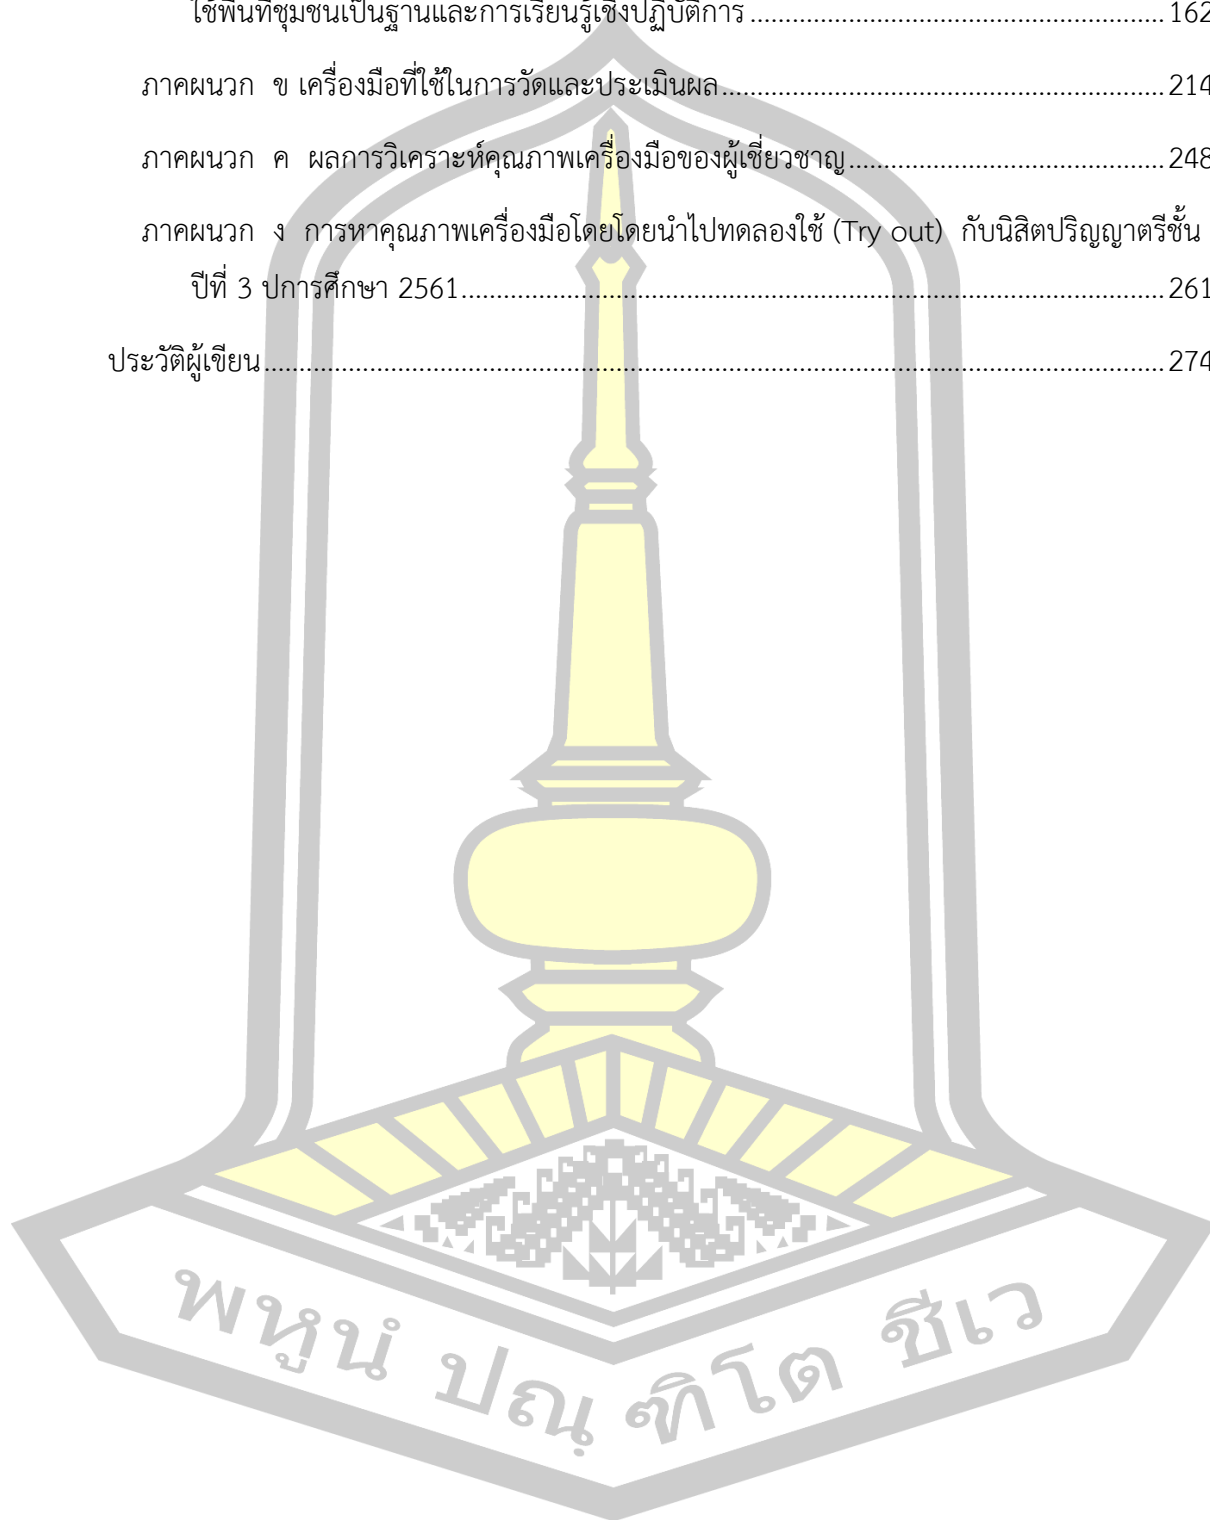 ใช้พื้นที่ชุมชนเป็นฐานและการเรียนรู้เชิงปฏิบัติการ ........................................................ 162
ภาคผนวก ข เครื่องมือที่ใช้ในการวัดและประเมินผล ........................................................ 214
ภาคผนวก ค ผลการวิเคราะห์คุณภาพเครื่องมือของผู้เชี่ยวชาญ ........................................ 248
ภาคผนวก ง การหาคุณภาพเครื่องมือโดยโดยนำไปทดลองใช้ (Try out) กับนิสิตปริญญาตรีชั้น
ปีที่ 3 ปการศึกษา 2561 ........................................................................................ 261
ประวัติผู้เขียน ........................................................................................................ 274
พหูนํ ปณฺฑิโต ชีเว